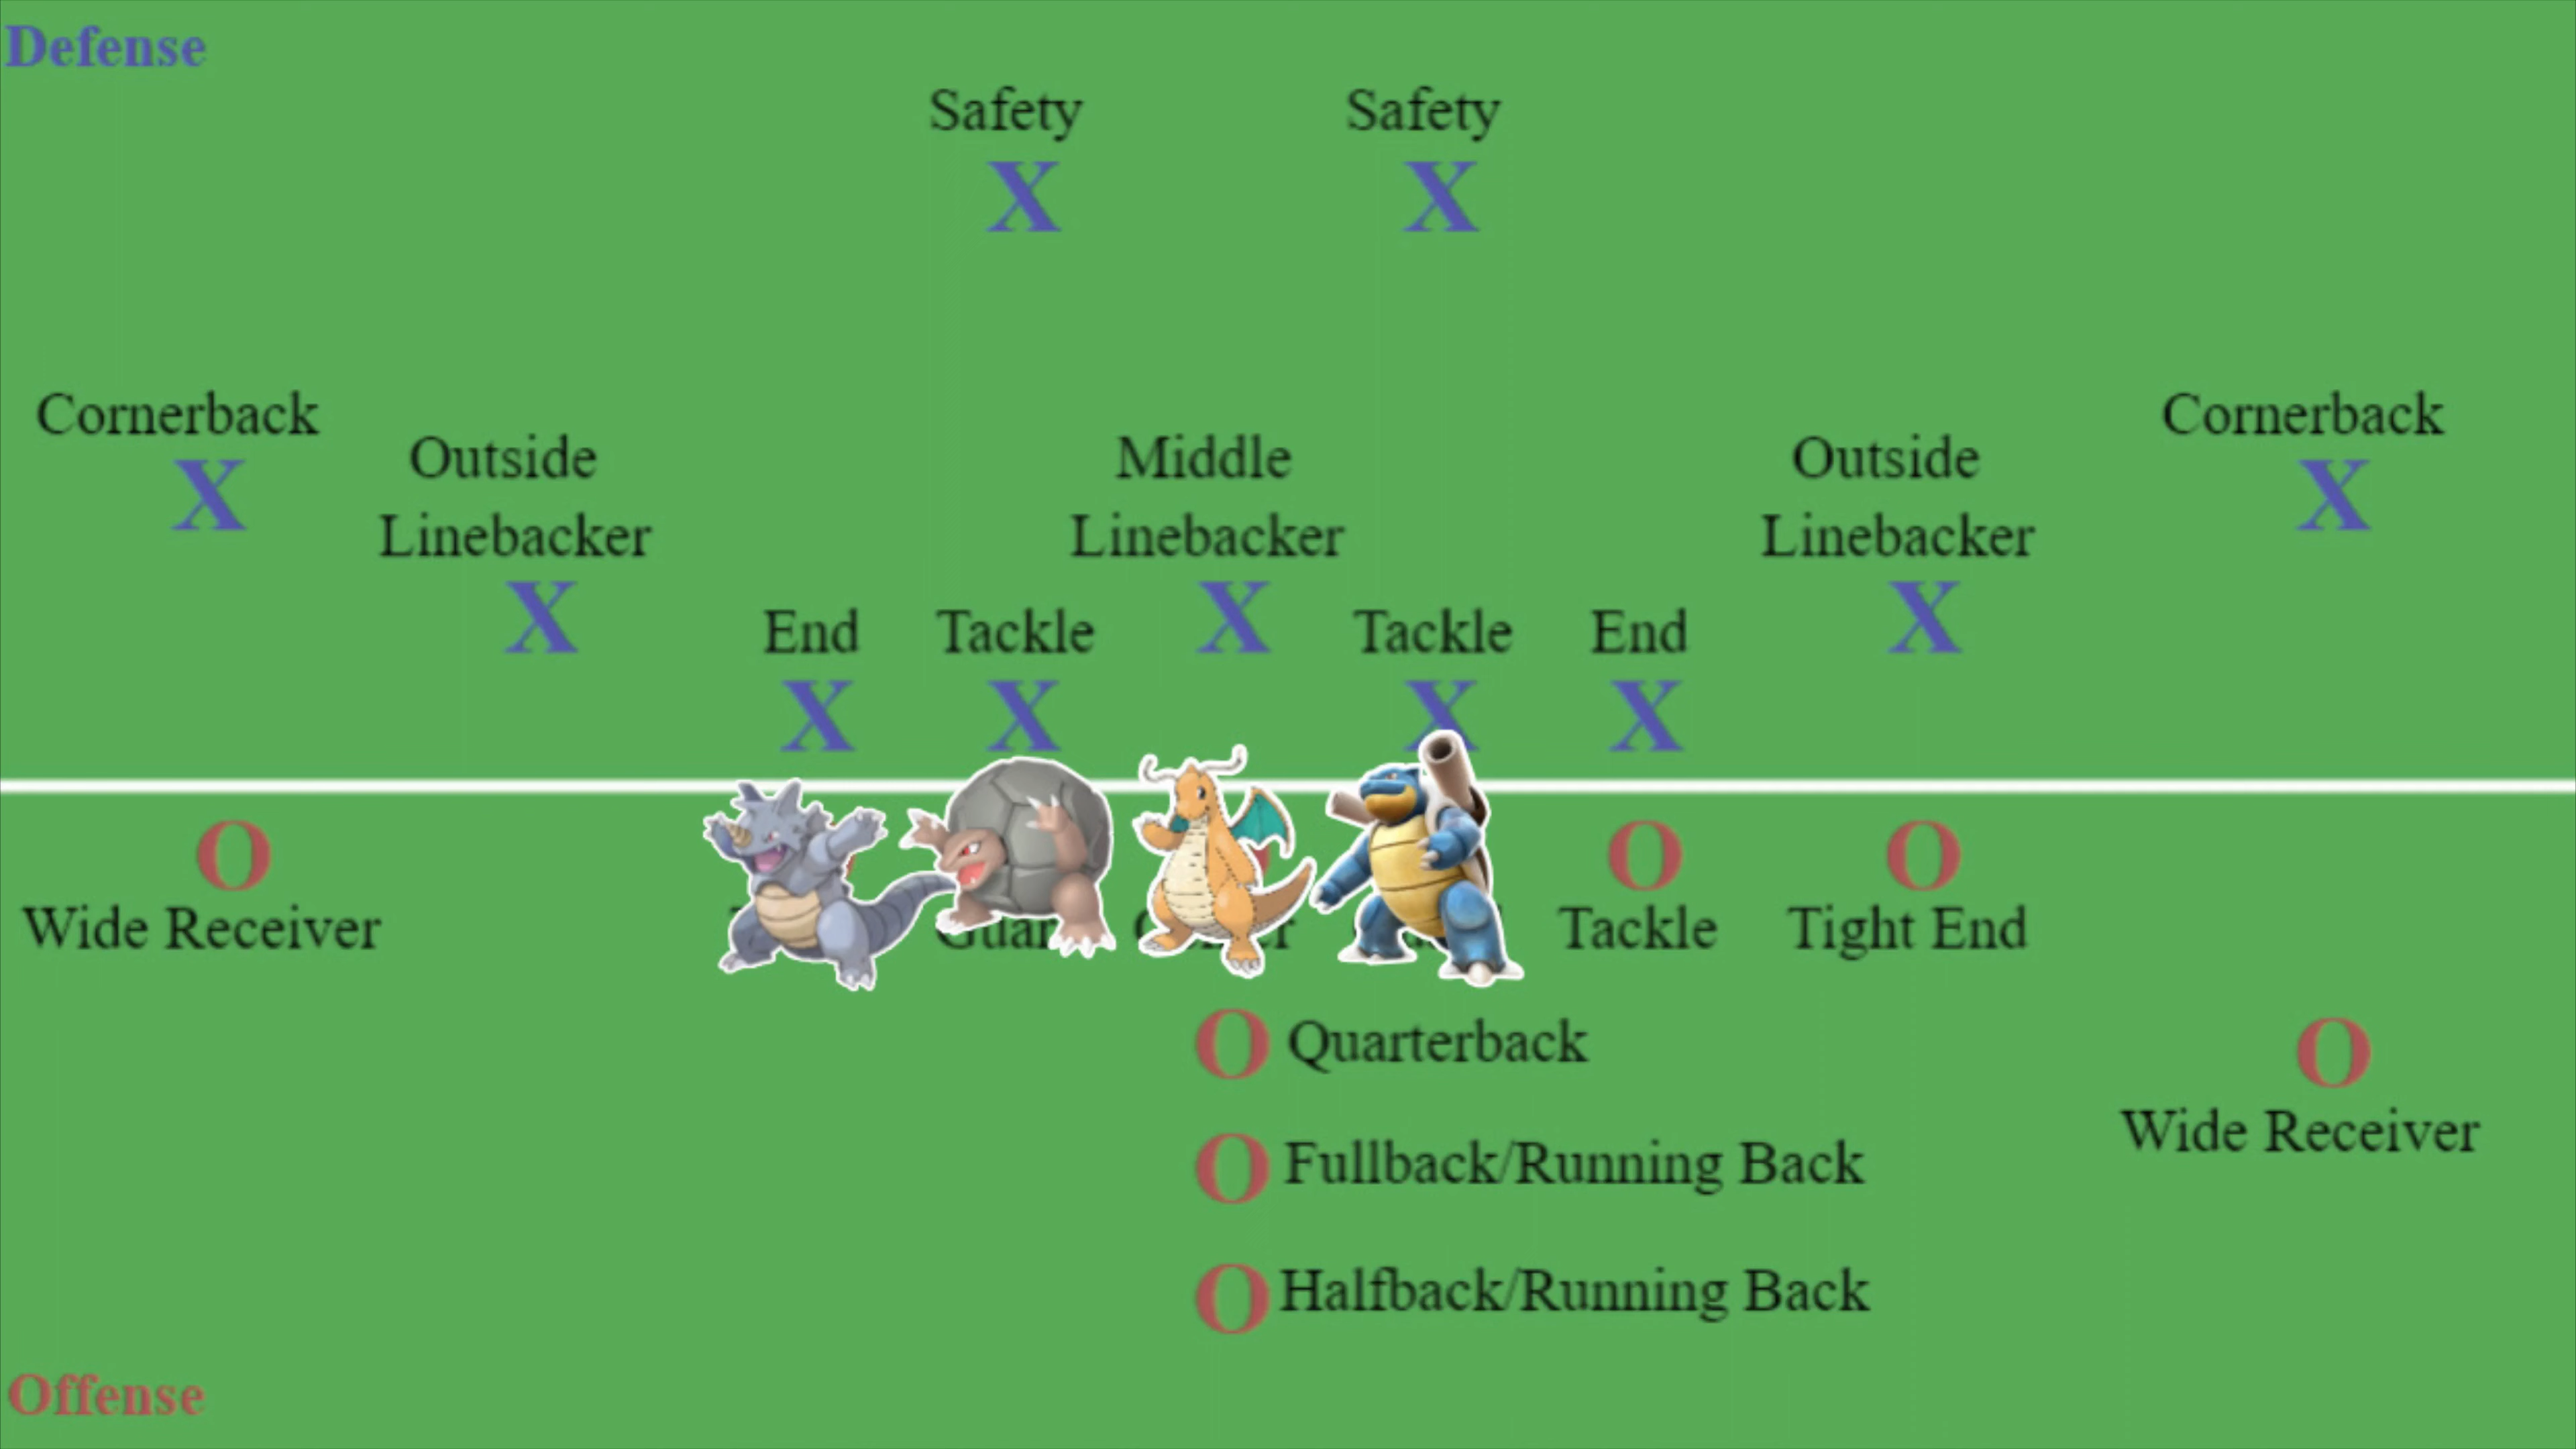 Defense
Safety
Safety
X
X
Cornerback
Cornerback
Outside
Linebacker
Middle
Linebacker
Outside
Linebacker
X
X
X
X
X
End
Tackle
Tackle
End
X
X
X
X
O
O
O
Wide Receiver
Tackle
Tight End
O
Quarterback
O
Wide Receiver
O
Fullback/Running Back
O
Halfback/Running Back
Offense